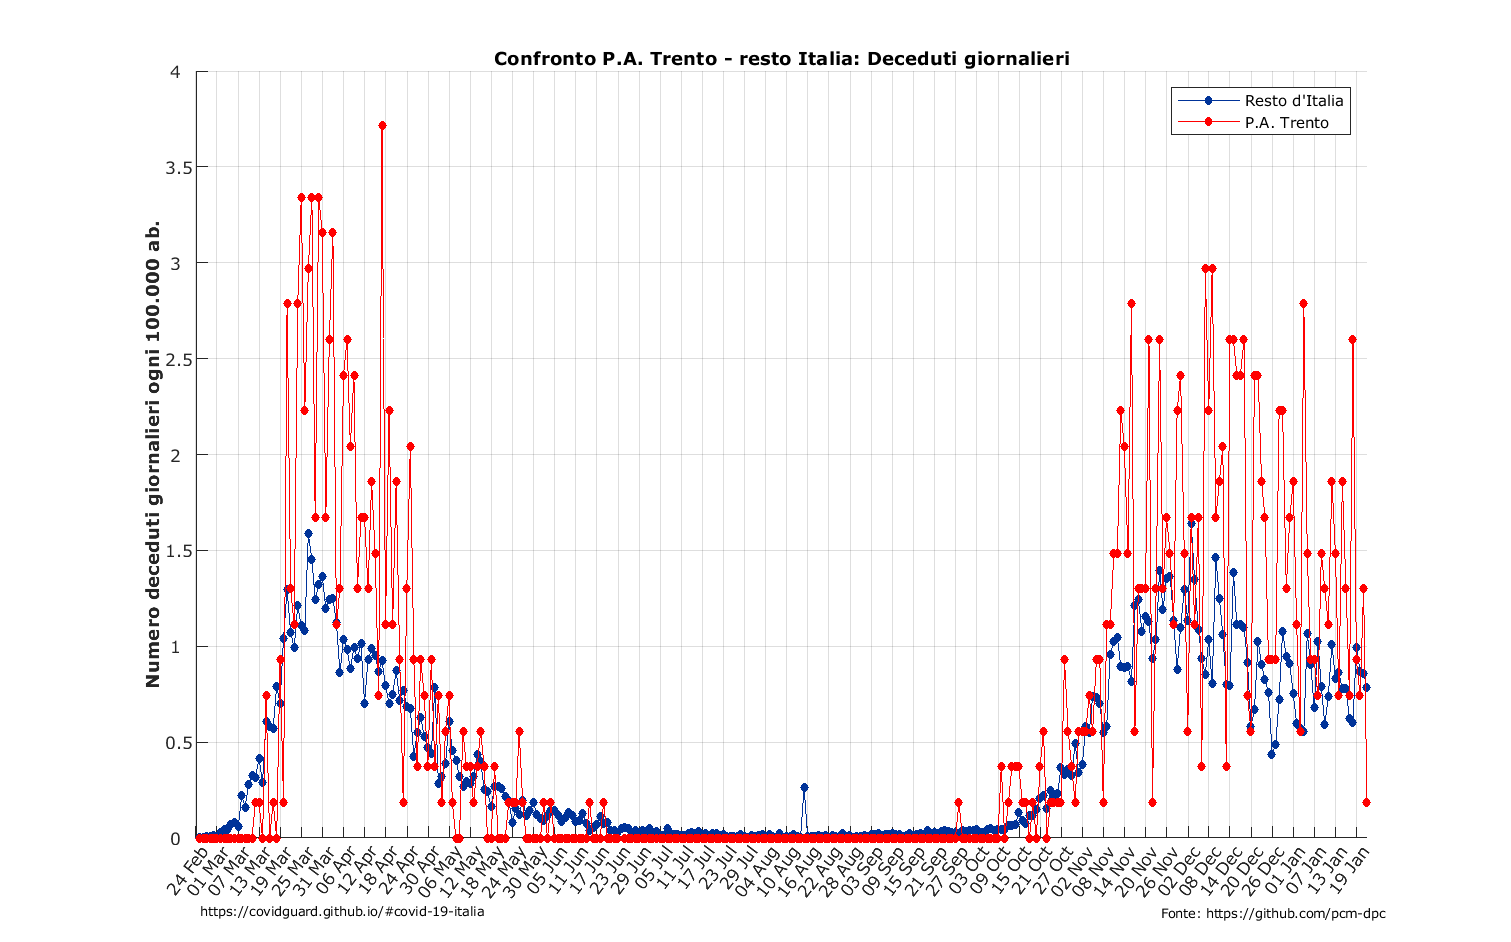 Confronto P.A. Trento - resto Italia: Deceduti giornalieri
Numero deceduti giornalieri ogni 100.000 ab.
4
3.5
3
2.5
2
1.5
1
0.5
0
Resto d'Italia
P.A. Trento
24 Feb
01 Mar
07 Mar
13 Mar
19 Mar
25 Mar
31 Mar
06 Apr
12 Apr
18 Apr
24 Apr
30 Apr
06 May
12 May
18 May
24 May
30 May
05 Jun
11 Jun
17 Jun
23 Jun
29 Jun
05 Jul
11 Jul
17 Jul
23 Jul
29 Jul
04 Aug
10 Aug
16 Aug
22 Aug
28 Aug
03 Sep
09 Sep
15 Sep
21 Sep
27 Sep
03 Oct
09 Oct
15 Oct
21 Oct
27 Oct
02 Nov
08 Nov
14 Nov
20 Nov
26 Nov
02 Dec
08 Dec
14 Dec
20 Dec
26 Dec
01 Jan
07 Jan
13 Jan
19 Jan
https://covidguard.github.io/#covid-19-italia
Fonte: https://github.com/pcm-dpc